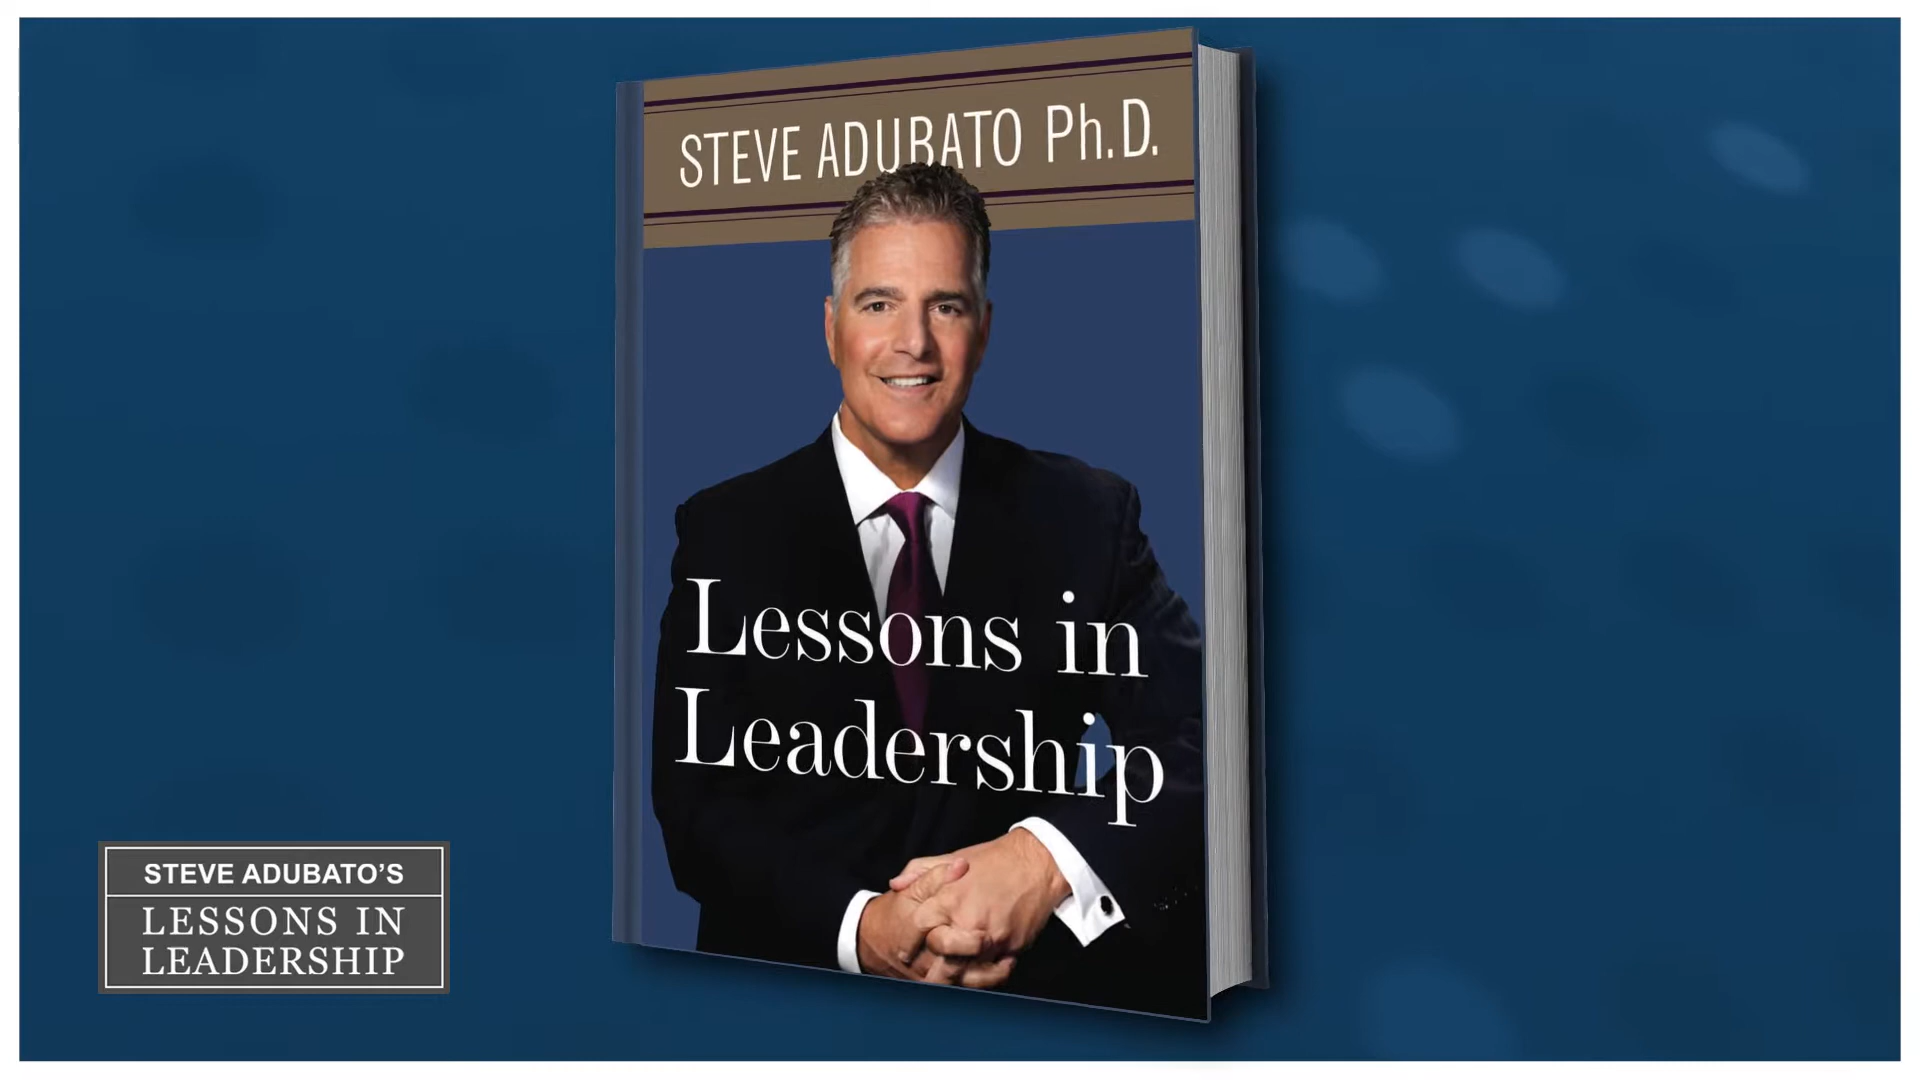 STEVE ADUBATO Ph.D.
Lessons in
Leadership
STEVE ADUBATO’S
LESSONS IN
LEADERSHIP